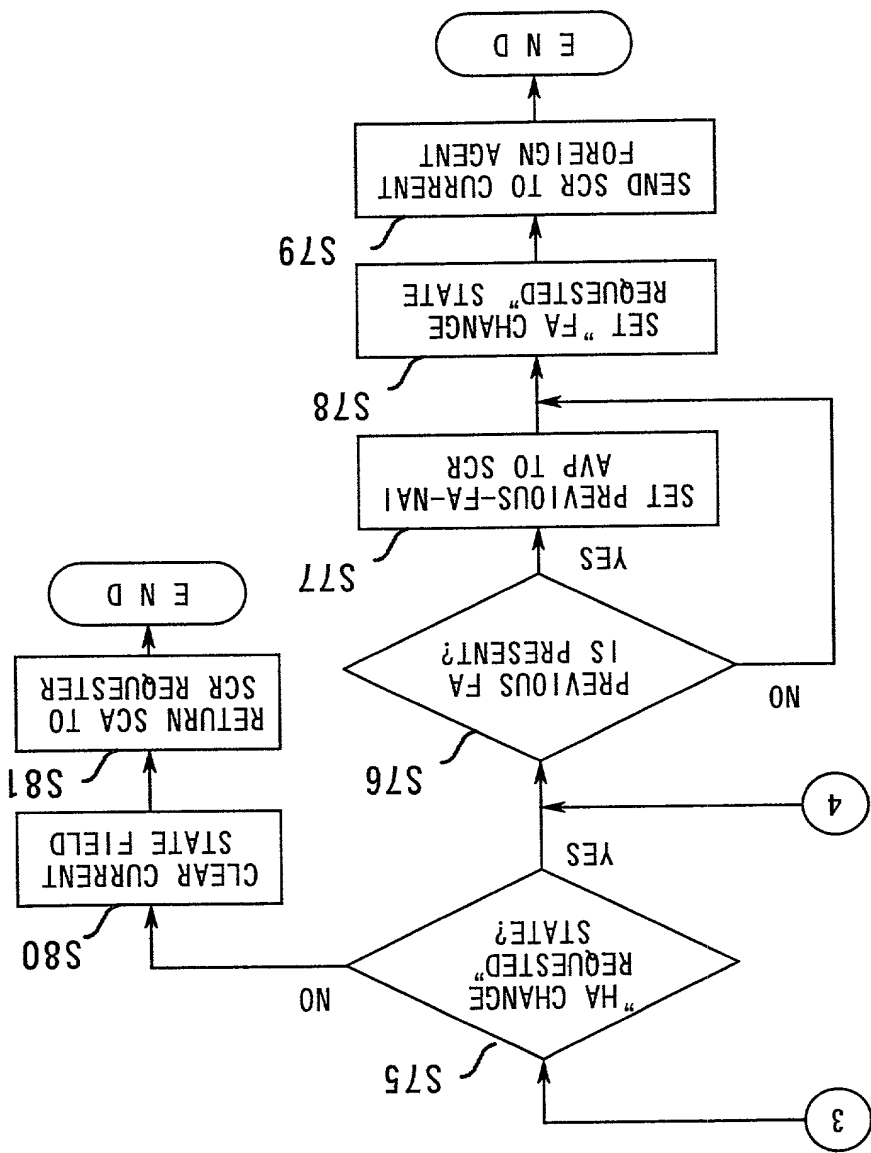 3
S75
"HA CHANGE
REQUESTED"
STATE?
NO
YES
4
S76
PREVIOUS FA
IS PRESENT?
NO
YES
S77
SET PREVIOUS-FA-NAI
AVP TO SCR
S78
SET "FA CHANGE
REQUESTED" STATE
S79
SEND SCR TO CURRENT
FOREIGN AGENT
E N D
S80
CLEAR CURRENT
STATE FIELD
S81
RETURN SCA TO
SCR REQUESTER
E N D